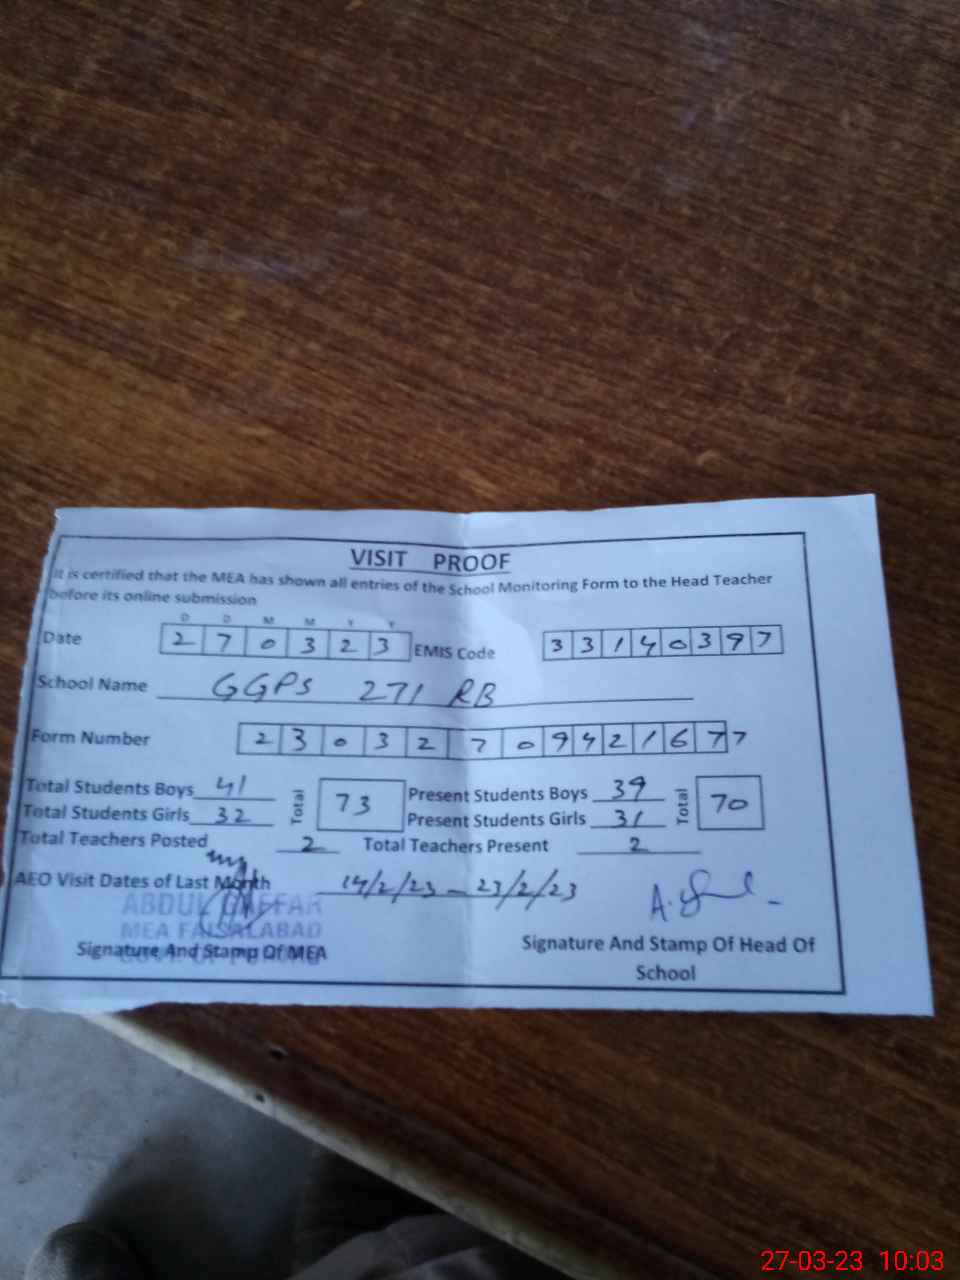 VISIT PROOF
It is certified that the MEA has shown all entries of the School Monitoring Form to the Head Teacher
before its online submission
D D M M Y Y
Date 2 7 0 3 2 3 EMIS Code 3 3 1 4 0 3 9 7
School Name GGPS 271 RB
Form Number 2 3 0 3 2 7 0 9 4 2 1 6 7 7
Total Students Boys 41 Total 73 Present Students Boys 39 Total 70
Total Students Girls 32 Present Students Girls 31
Total Teachers Posted 2 Total Teachers Present 2
AEO Visit Dates of Last Month 14/2/23 - 23/2/23
ABDUL GAFFAR
MEA FAISALABAD
Signature And Stamp Of MEA
Signature And Stamp Of Head Of
School
27-03-23 10:03